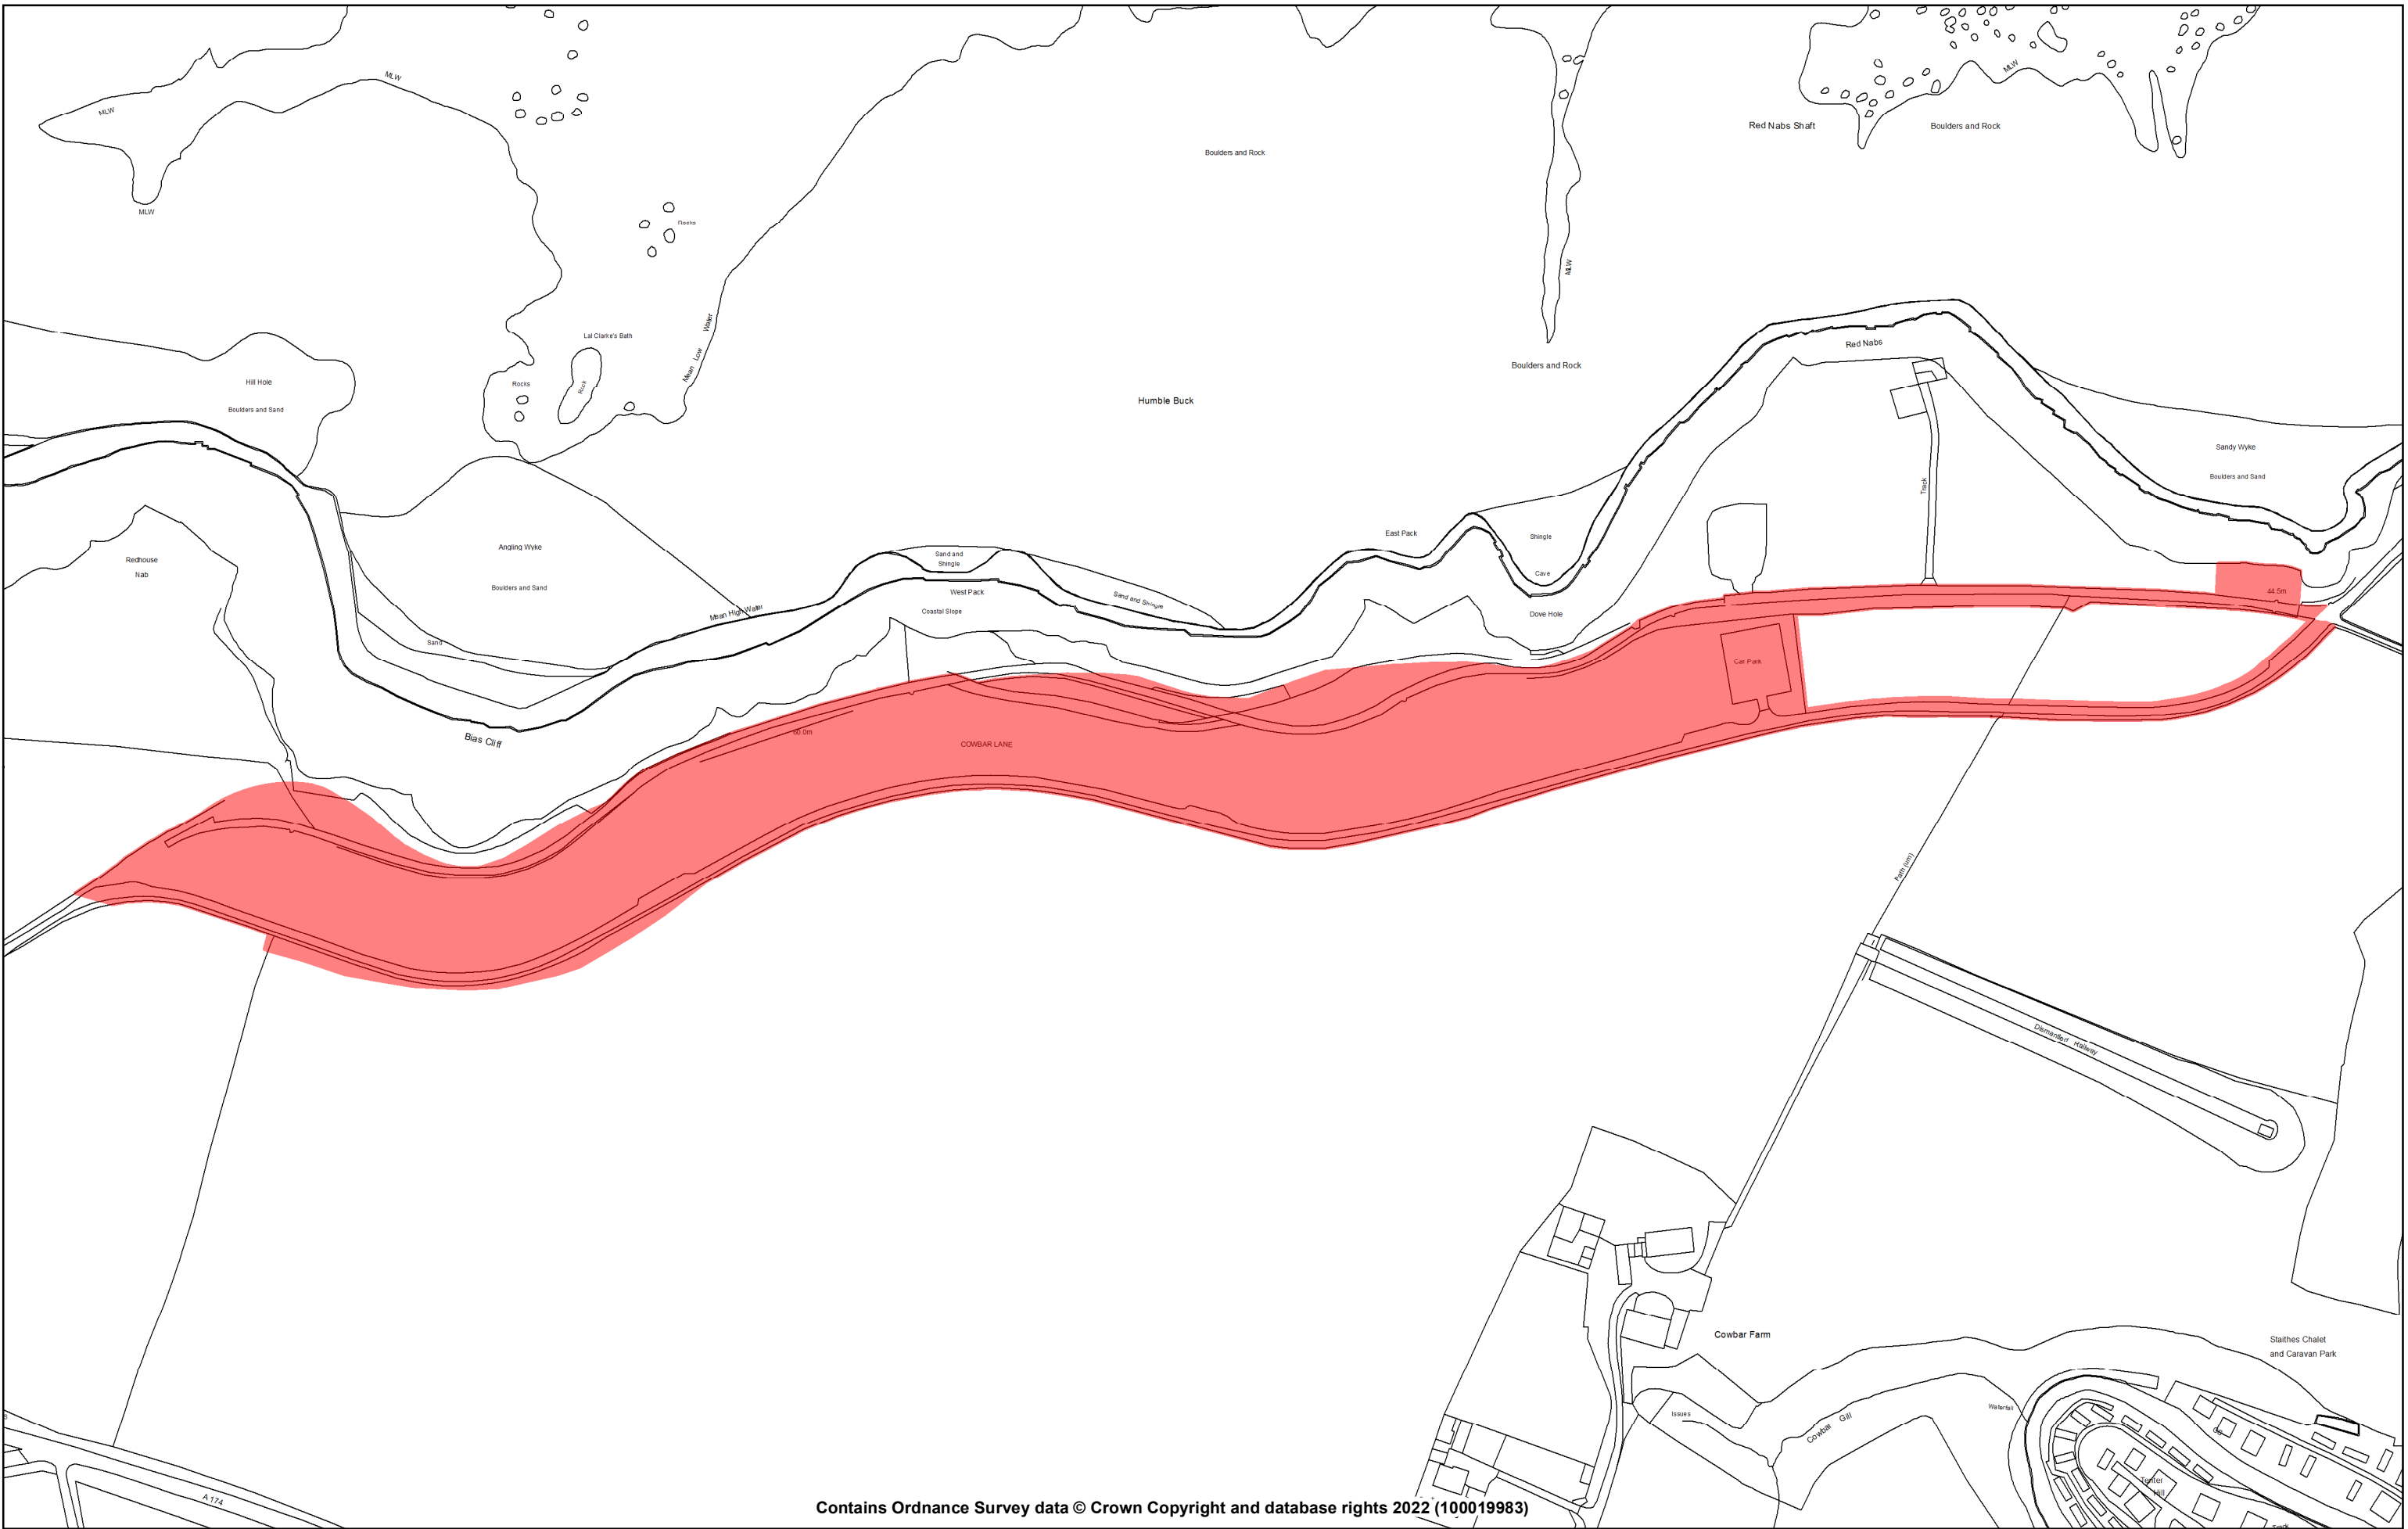 MLW
MLW
MLW
Red Nabs Shaft
Boulders and Rock
MLW
Boulders and Rock
Rocks
MLW
Mean Low Water
Lal Clarke's Bath
Rocks
Rock
Hill Hole
Boulders and Sand
Humble Buck
Boulders and Rock
Red Nabs
Sandy Wyke
Boulders and Sand
Track
Redhouse
Nab
Angling Wyke
Boulders and Sand
Sand
Mean High Water
Sand and
Shingle
West Pack
Coastal Slope
Sand and Shingle
East Pack
Shingle
Cave
Dove Hole
44.5m
Car Park
Bias Cliff
60.0m
COWBAR LANE
Path (um)
Dismantled Railway
Cowbar Farm
Staithes Chalet
and Caravan Park
Issues
Cowbar Gill
Waterfall
Tenter
Hill
Track
A 174
Contains Ordnance Survey data © Crown Copyright and database rights 2022 (100019983)